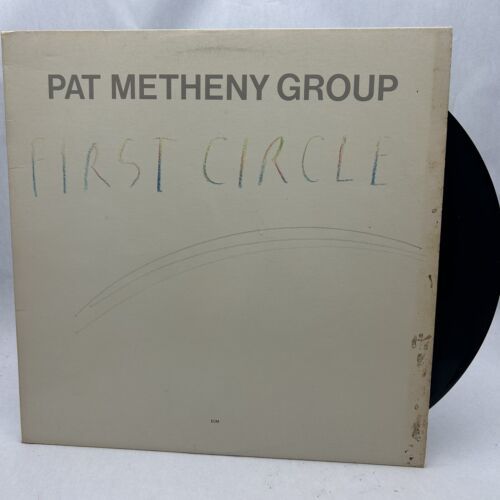 PAT METHENY GROUP
FIRST CIRCLE
ECM